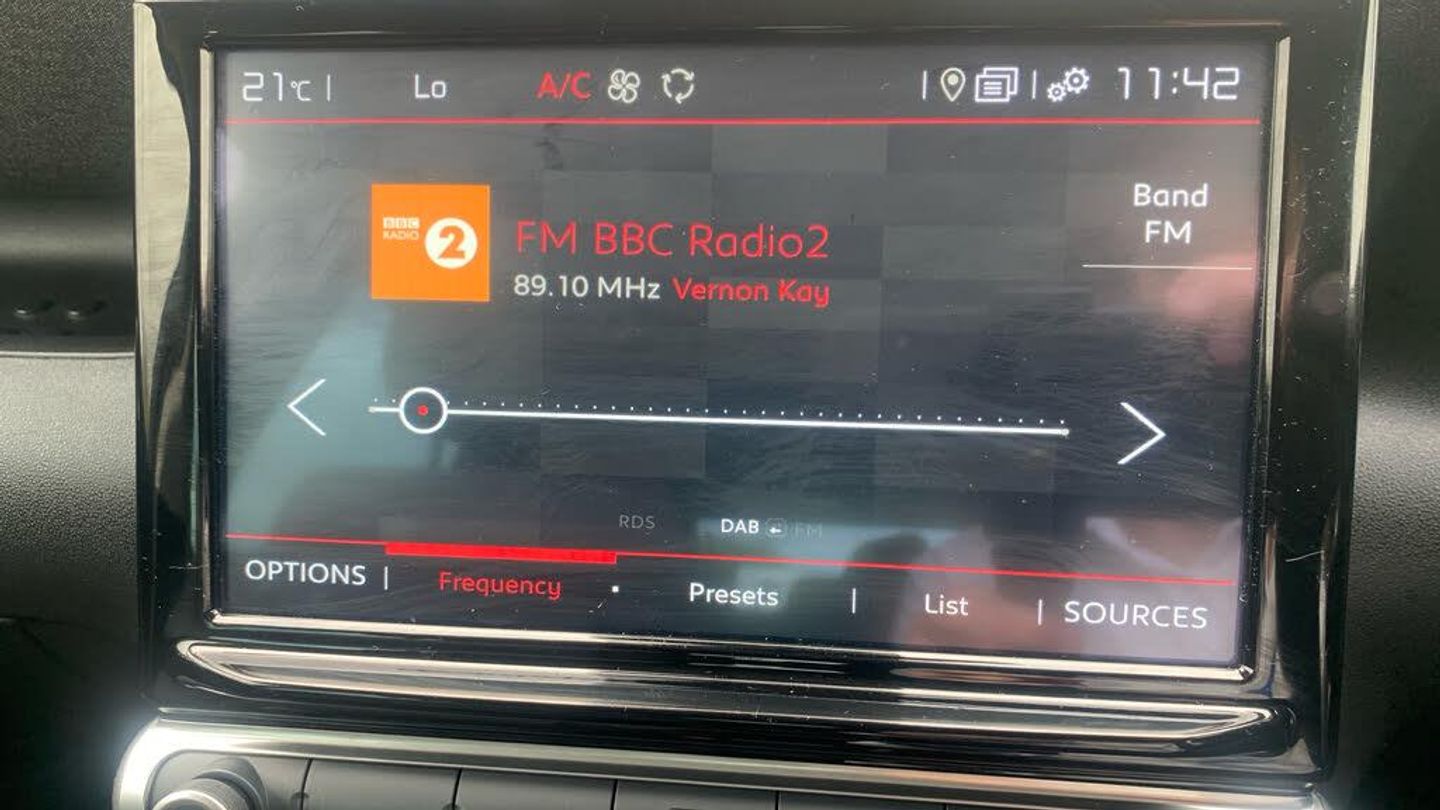 21°C | Lo A/C | | 11:42
Band
FM
BBC
RADIO 2
FM BBC Radio2
89.10 MHz Vernon Kay
RDS DAB FM
OPTIONS | Frequency · Presets | List | SOURCES